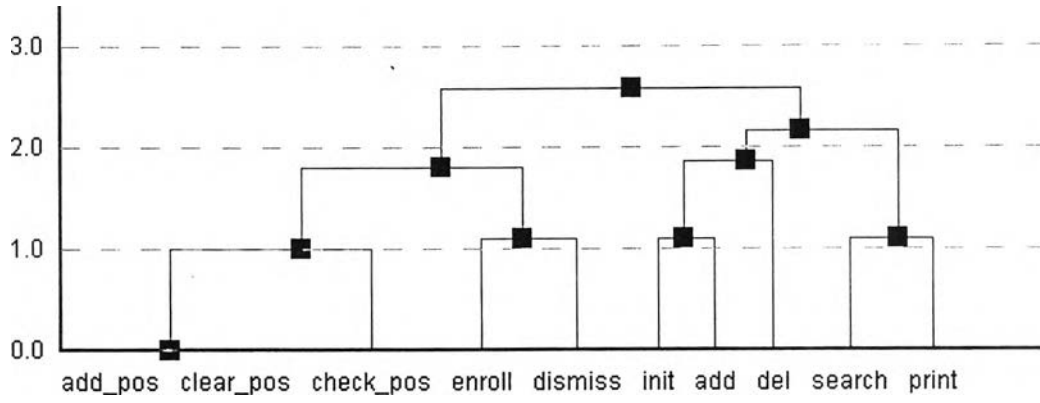 3.0
2.0
1.0
0.0
add_pos clear_pos check_pos enroll dismiss init add del search print